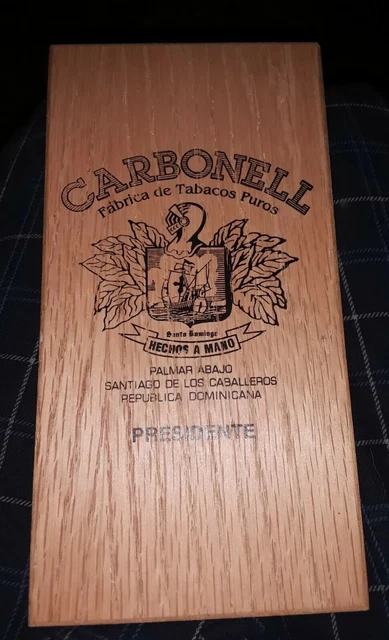 CARBONELL
Fábrica de Tabacos Puros
Santo Domingo
HECHOS A MANO
PALMAR ABAJO
SANTIAGO DE LOS CABALLEROS
REPUBLICA DOMINICANA
PRESIDENTE